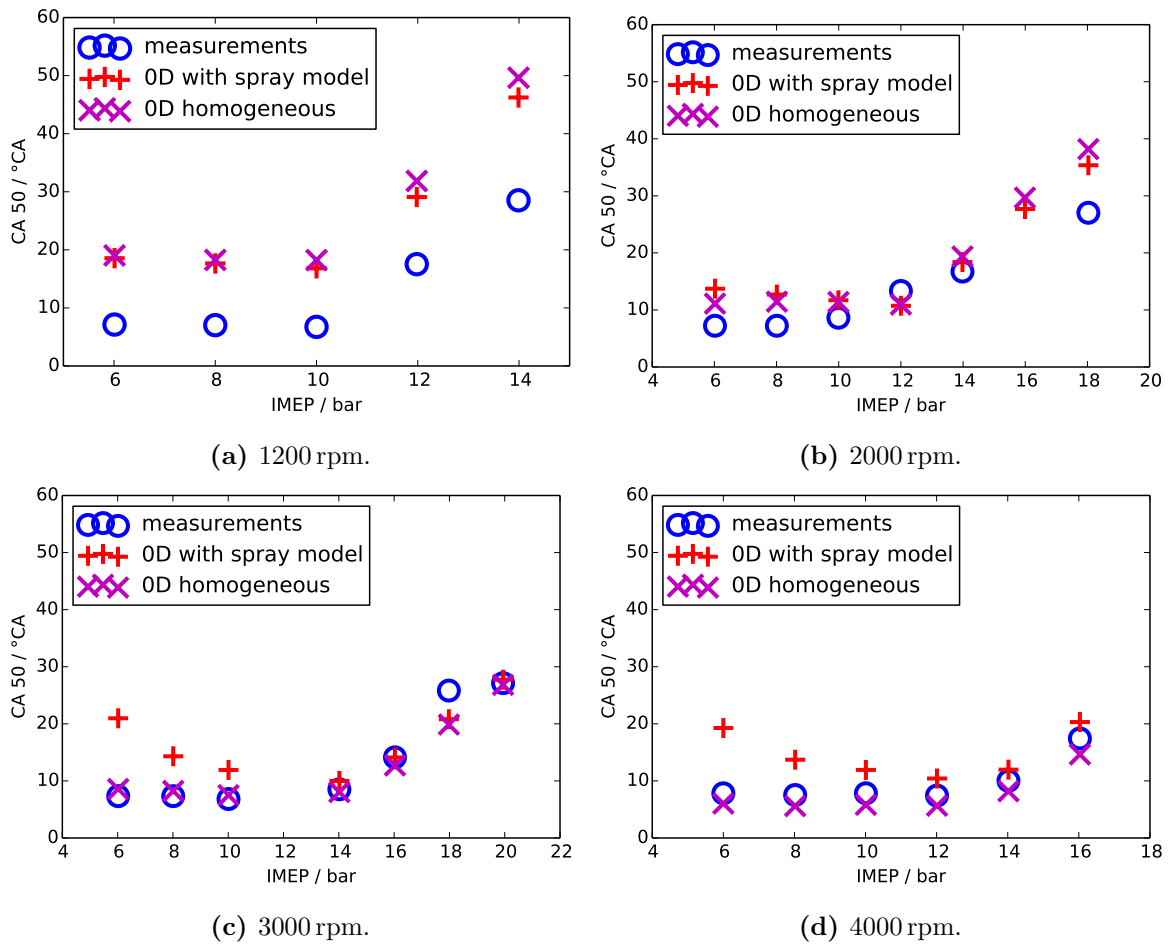 60
50
40
30
20
10
0
CA 50 / °CA
measurements
0D with spray model
0D homogeneous
6 8 10 12 14
IMEP / bar
(a) 1200 rpm.
60
50
40
30
20
10
0
CA 50 / °CA
measurements
0D with spray model
0D homogeneous
4 6 8 10 12 14 16 18 20
IMEP / bar
(b) 2000 rpm.
60
50
40
30
20
10
0
CA 50 / °CA
measurements
0D with spray model
0D homogeneous
4 6 8 10 12 14 16 18 20 22
IMEP / bar
(c) 3000 rpm.
60
50
40
30
20
10
0
CA 50 / °CA
measurements
0D with spray model
0D homogeneous
4 6 8 10 12 14 16 18
IMEP / bar
(d) 4000 rpm.